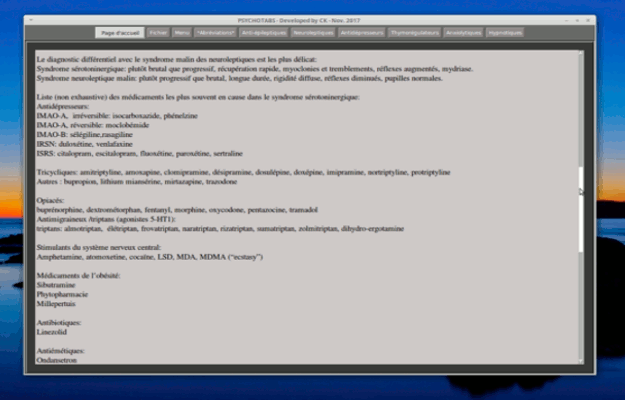 PSYCHOTABS - Developed by CK - Nov. 2017
Page d'accueil Fichier Menu *Abréviations* Anti-épileptiques Neuroleptiques Antidépresseurs Thymorégulateurs Anxiolytiques Hypnotiques
Le diagnostic différentiel avec le syndrome malin des neuroleptiques est les plus délicat:
Syndrome sérotoninergique: plutôt brutal que progressif, récupération rapide, myoclonies et tremblements, réflexes augmentés, mydriase.
Syndrome neuroleptique malin: plutôt progressif que brutal, longue durée, rigidité diffuse, réflexes diminués, pupilles normales.
Liste (non exhaustive) des médicaments les plus souvent en cause dans le syndrome sérotoninergique:
Antidépresseurs:
IMAO-A, irréversible: isocarboxazide, phénelzine
IMAO-A, réversible: moclobémide
IMAO-B: sélégiline,rasagiline
IRSN: duloxétine, venlafaxine
ISRS: citalopram, escitalopram, fluoxétine, paroxétine, sertraline
Tricycliques: amitriptyline, amoxapine, clomipramine, désipramine, dosulépine, doxépine, imipramine, nortriptyline, protriptyline
Autres : bupropion, lithium miansérine, mirtazapine, trazodone
Opiacés:
buprénorphine, dextrométorphan, fentanyl, morphine, oxycodone, pentazocine, tramadol
Antimigraineux /triptans (agonistes 5-HT1):
triptans: almotriptan, élétriptan, frovatriptan, naratriptan, rizatriptan, sumatriptan, zolmitriptan, dihydro-ergotamine
Stimulants du système nerveux central:
Amphetamine, atomoxetine, cocaïne, LSD, MDA, MDMA (“ecstasy”)
Médicaments de l’obésité:
Sibutramine
Phytopharmacie
Millepertuis
Antibiotiques:
Linezolid
Antiémétiques:
Ondansetron